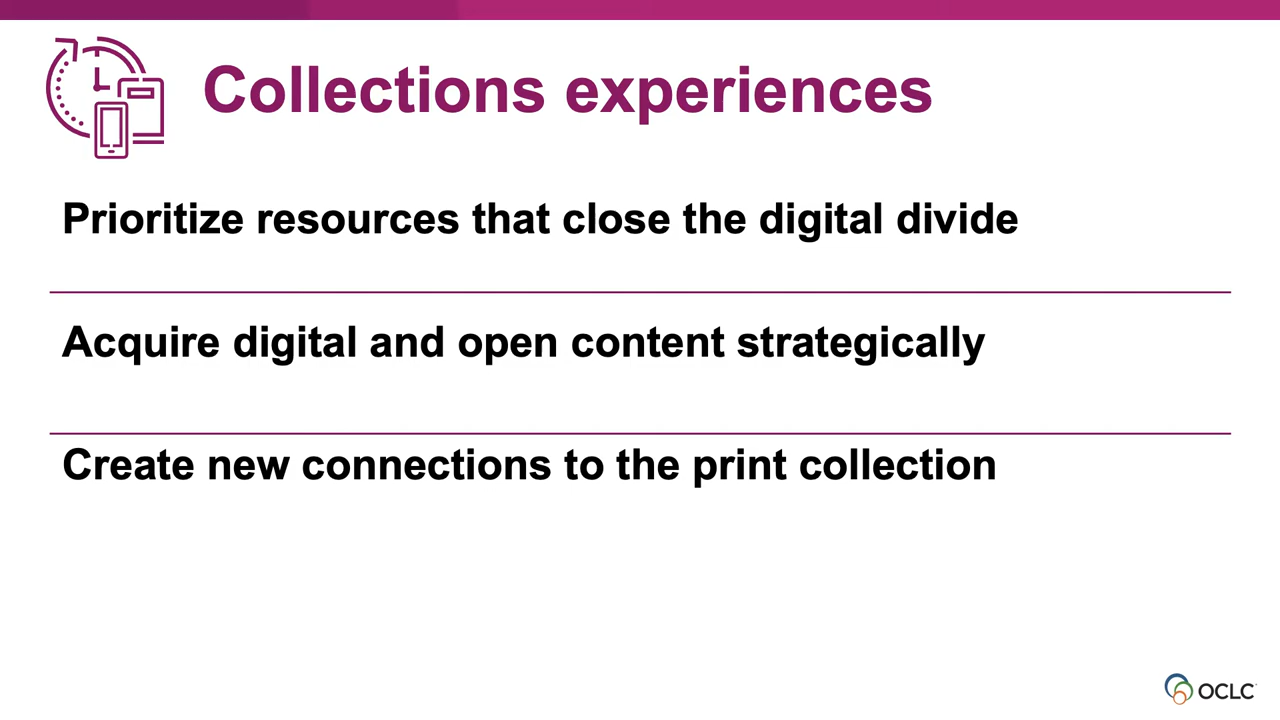 Collections experiences
Prioritize resources that close the digital divide
Acquire digital and open content strategically
Create new connections to the print collection
OCLC